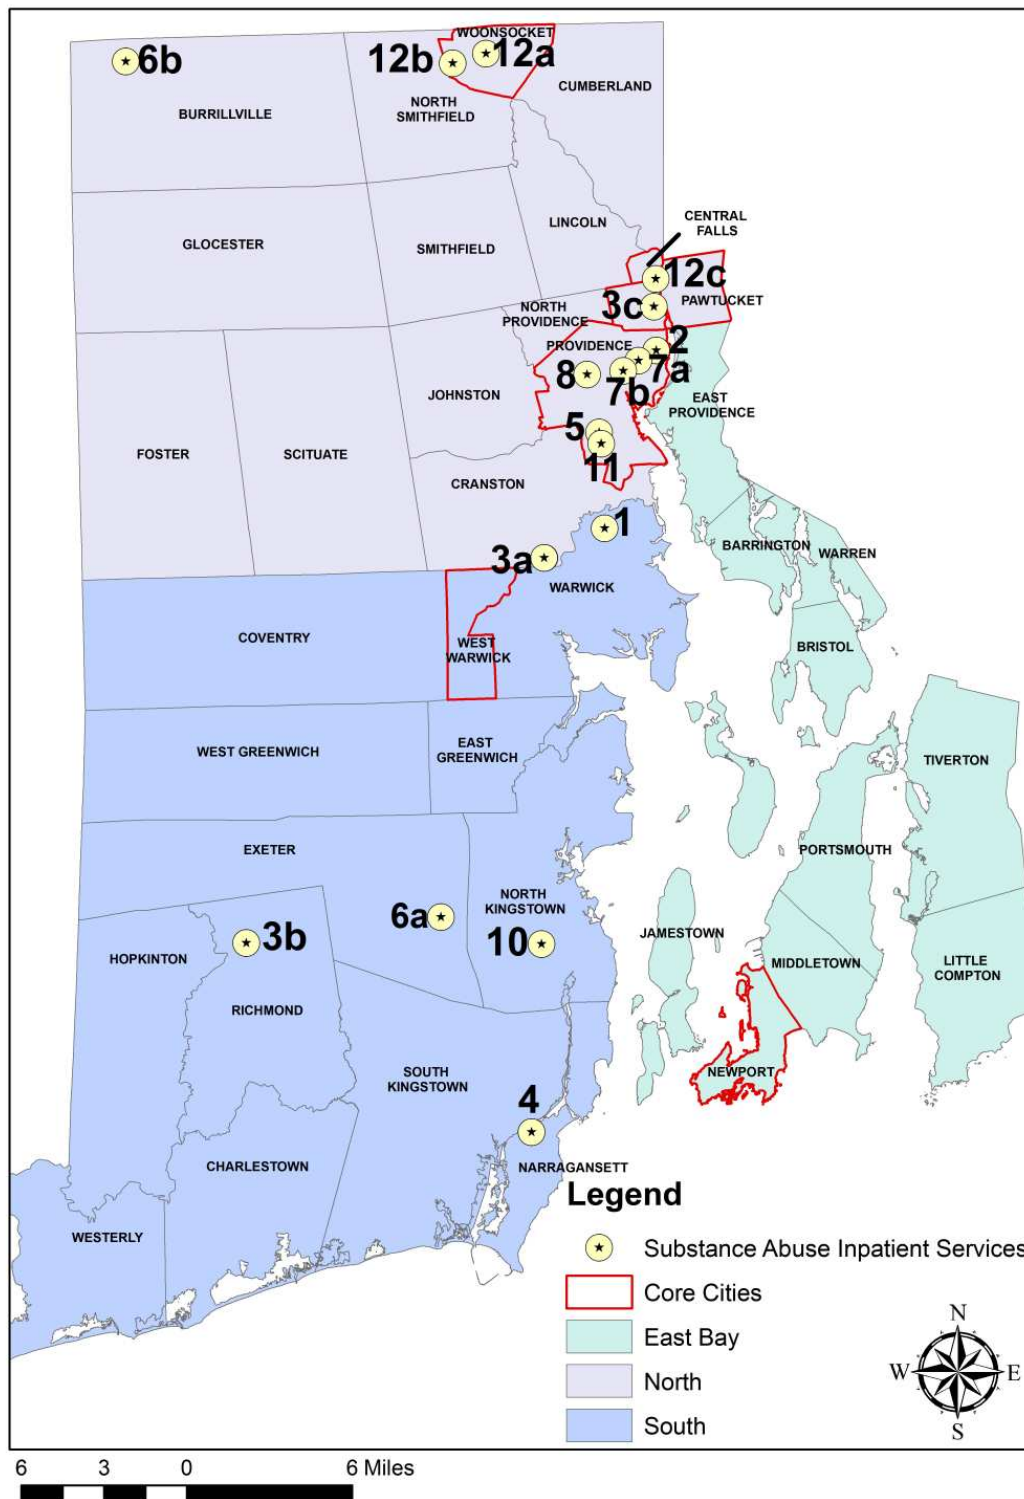 WOONSOCKET
6b
12b
12a
CUMBERLAND
NORTH
SMITHFIELD
BURRILLVILLE
CENTRAL
FALLS
LINCOLN
GLOCESTER
SMITHFIELD
12c
PAWTUCKET
3c
NORTH
PROVIDENCE
PROVIDENCE
2
7a
8
7b
JOHNSTON
EAST
PROVIDENCE
5
FOSTER
SCITUATE
11
CRANSTON
1
BARRINGTON
WARREN
3a
WARWICK
COVENTRY
WEST
WARWICK
BRISTOL
WEST GREENWICH
EAST
GREENWICH
TIVERTON
EXETER
PORTSMOUTH
NORTH
KINGSTOWN
6a
10
3b
JAMESTOWN
HOPKINTON
MIDDLETOWN
LITTLE
COMPTON
RICHMOND
SOUTH
KINGSTOWN
NEWPORT
4
CHARLESTOWN
NARRAGANSETT
WESTERLY
Legend
Substance Abuse Inpatient Services
Core Cities
East Bay
North
South
N
W
E
S
6 3 0 6 Miles